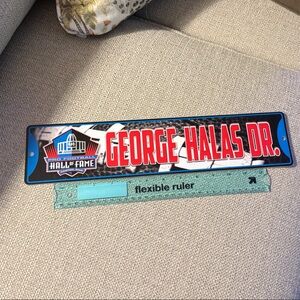 PRO FOOTBALL
HALL OF FAME
GEORGE HALAS DR.
flexible ruler